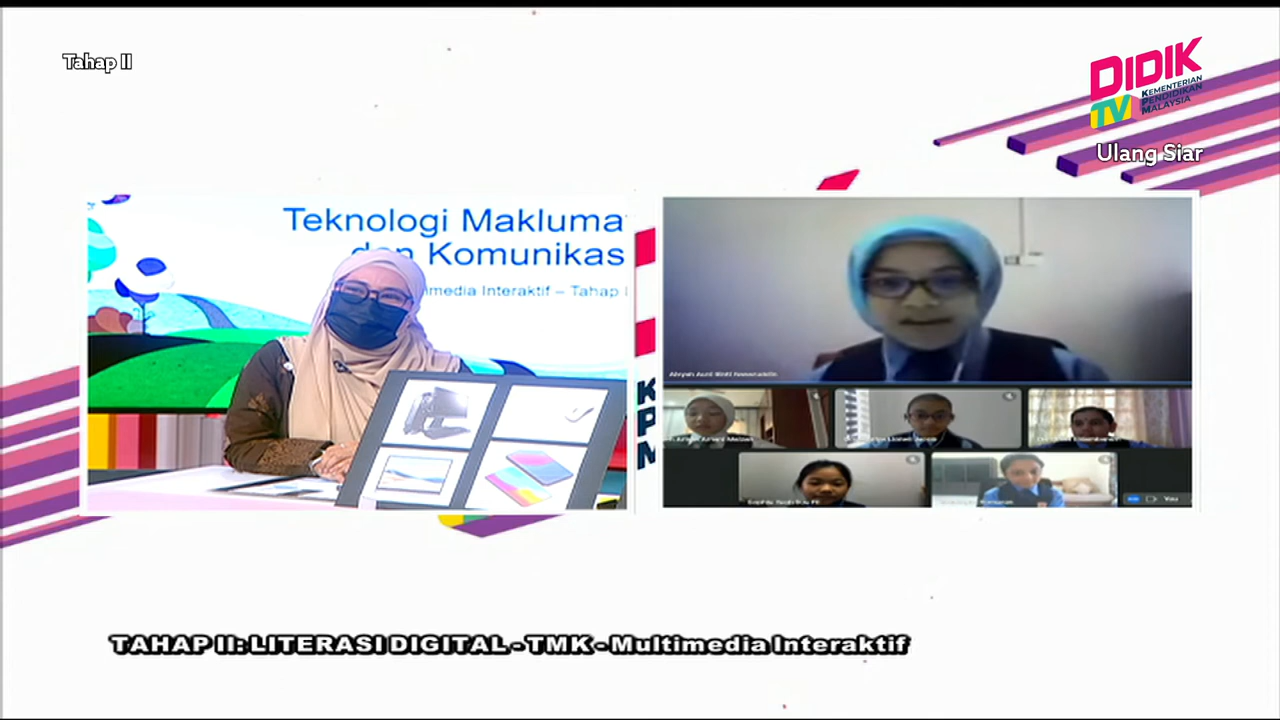 Tahap II
DIDIK
TV
KEMENTERIAN
PENDIDIKAN
MALAYSIA
Ulang Siar
Teknologi Makluma
dan Komunikas
media Interaktif – Tahap
K
P
M
You
TAHAP II: LITERASI DIGITAL - TMK - Multimedia Interaktif